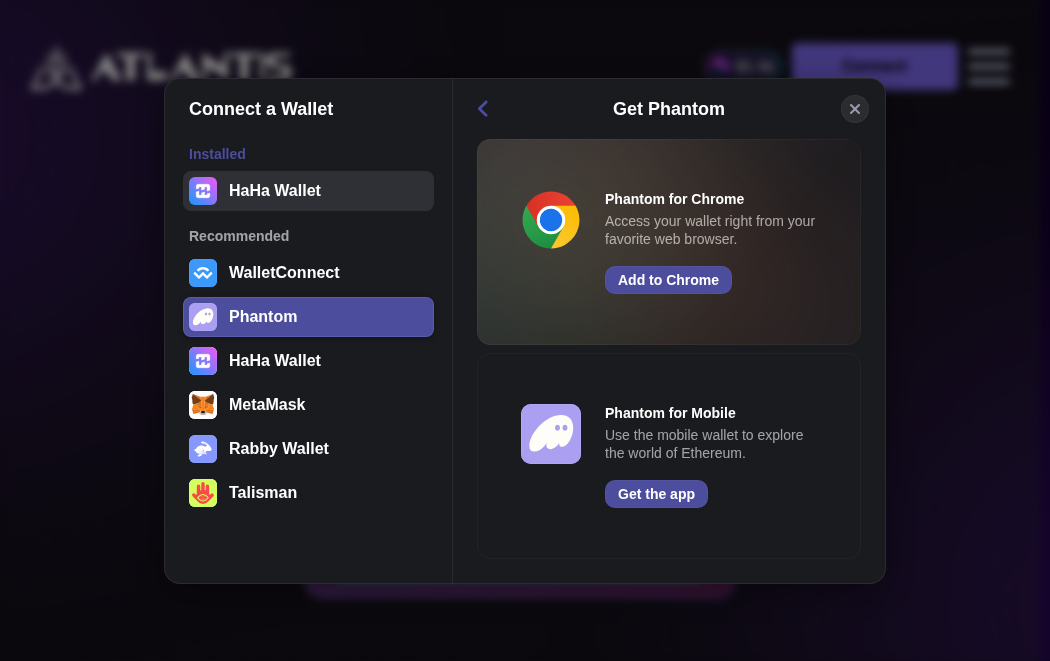 ATLANTIS
Connect
Connect a Wallet
Installed
HaHa Wallet
Recommended
WalletConnect
Phantom
HaHa Wallet
MetaMask
Rabby Wallet
Talisman
Get Phantom
Phantom for Chrome
Access your wallet right from your
favorite web browser.
Add to Chrome
Phantom for Mobile
Use the mobile wallet to explore
the world of Ethereum.
Get the app